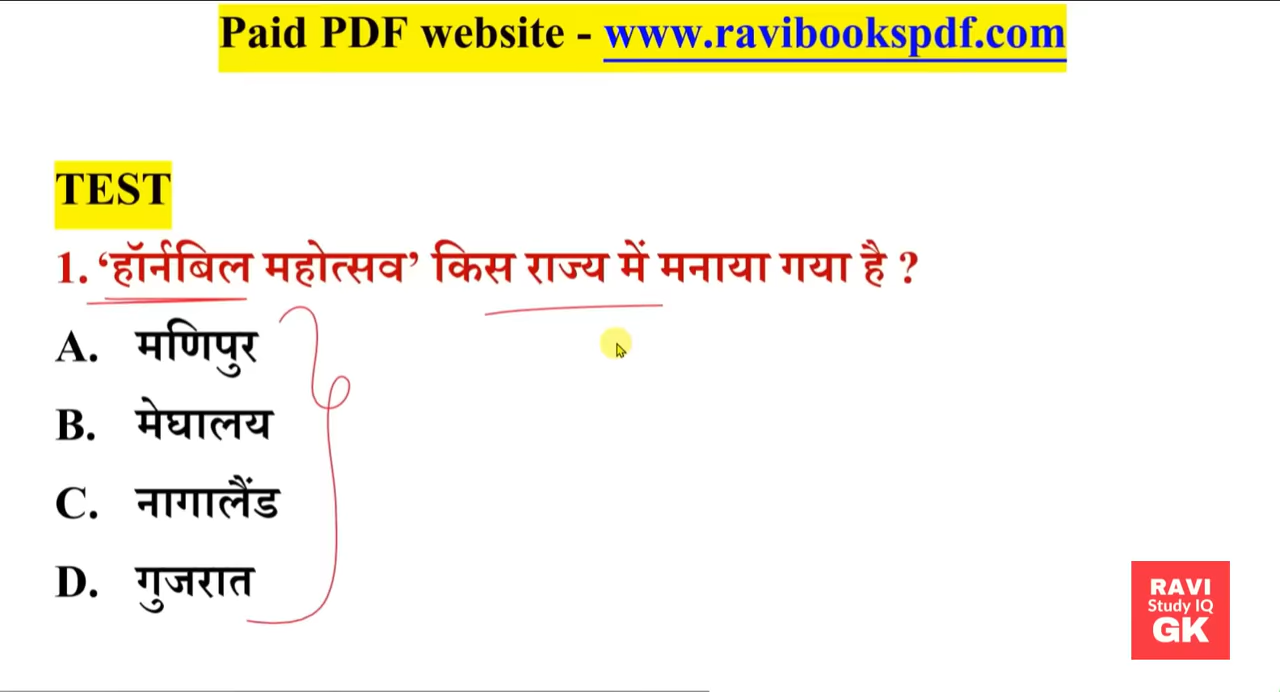 Paid PDF website - www.ravibookspdf.com
TEST
1. ‘हॉर्नबिल महोत्सव’ किस राज्य में मनाया गया है ?
A. मणिपुर
B. मेघालय
C. नागालैंड
D. गुजरात
RAVI
Study IQ
GK